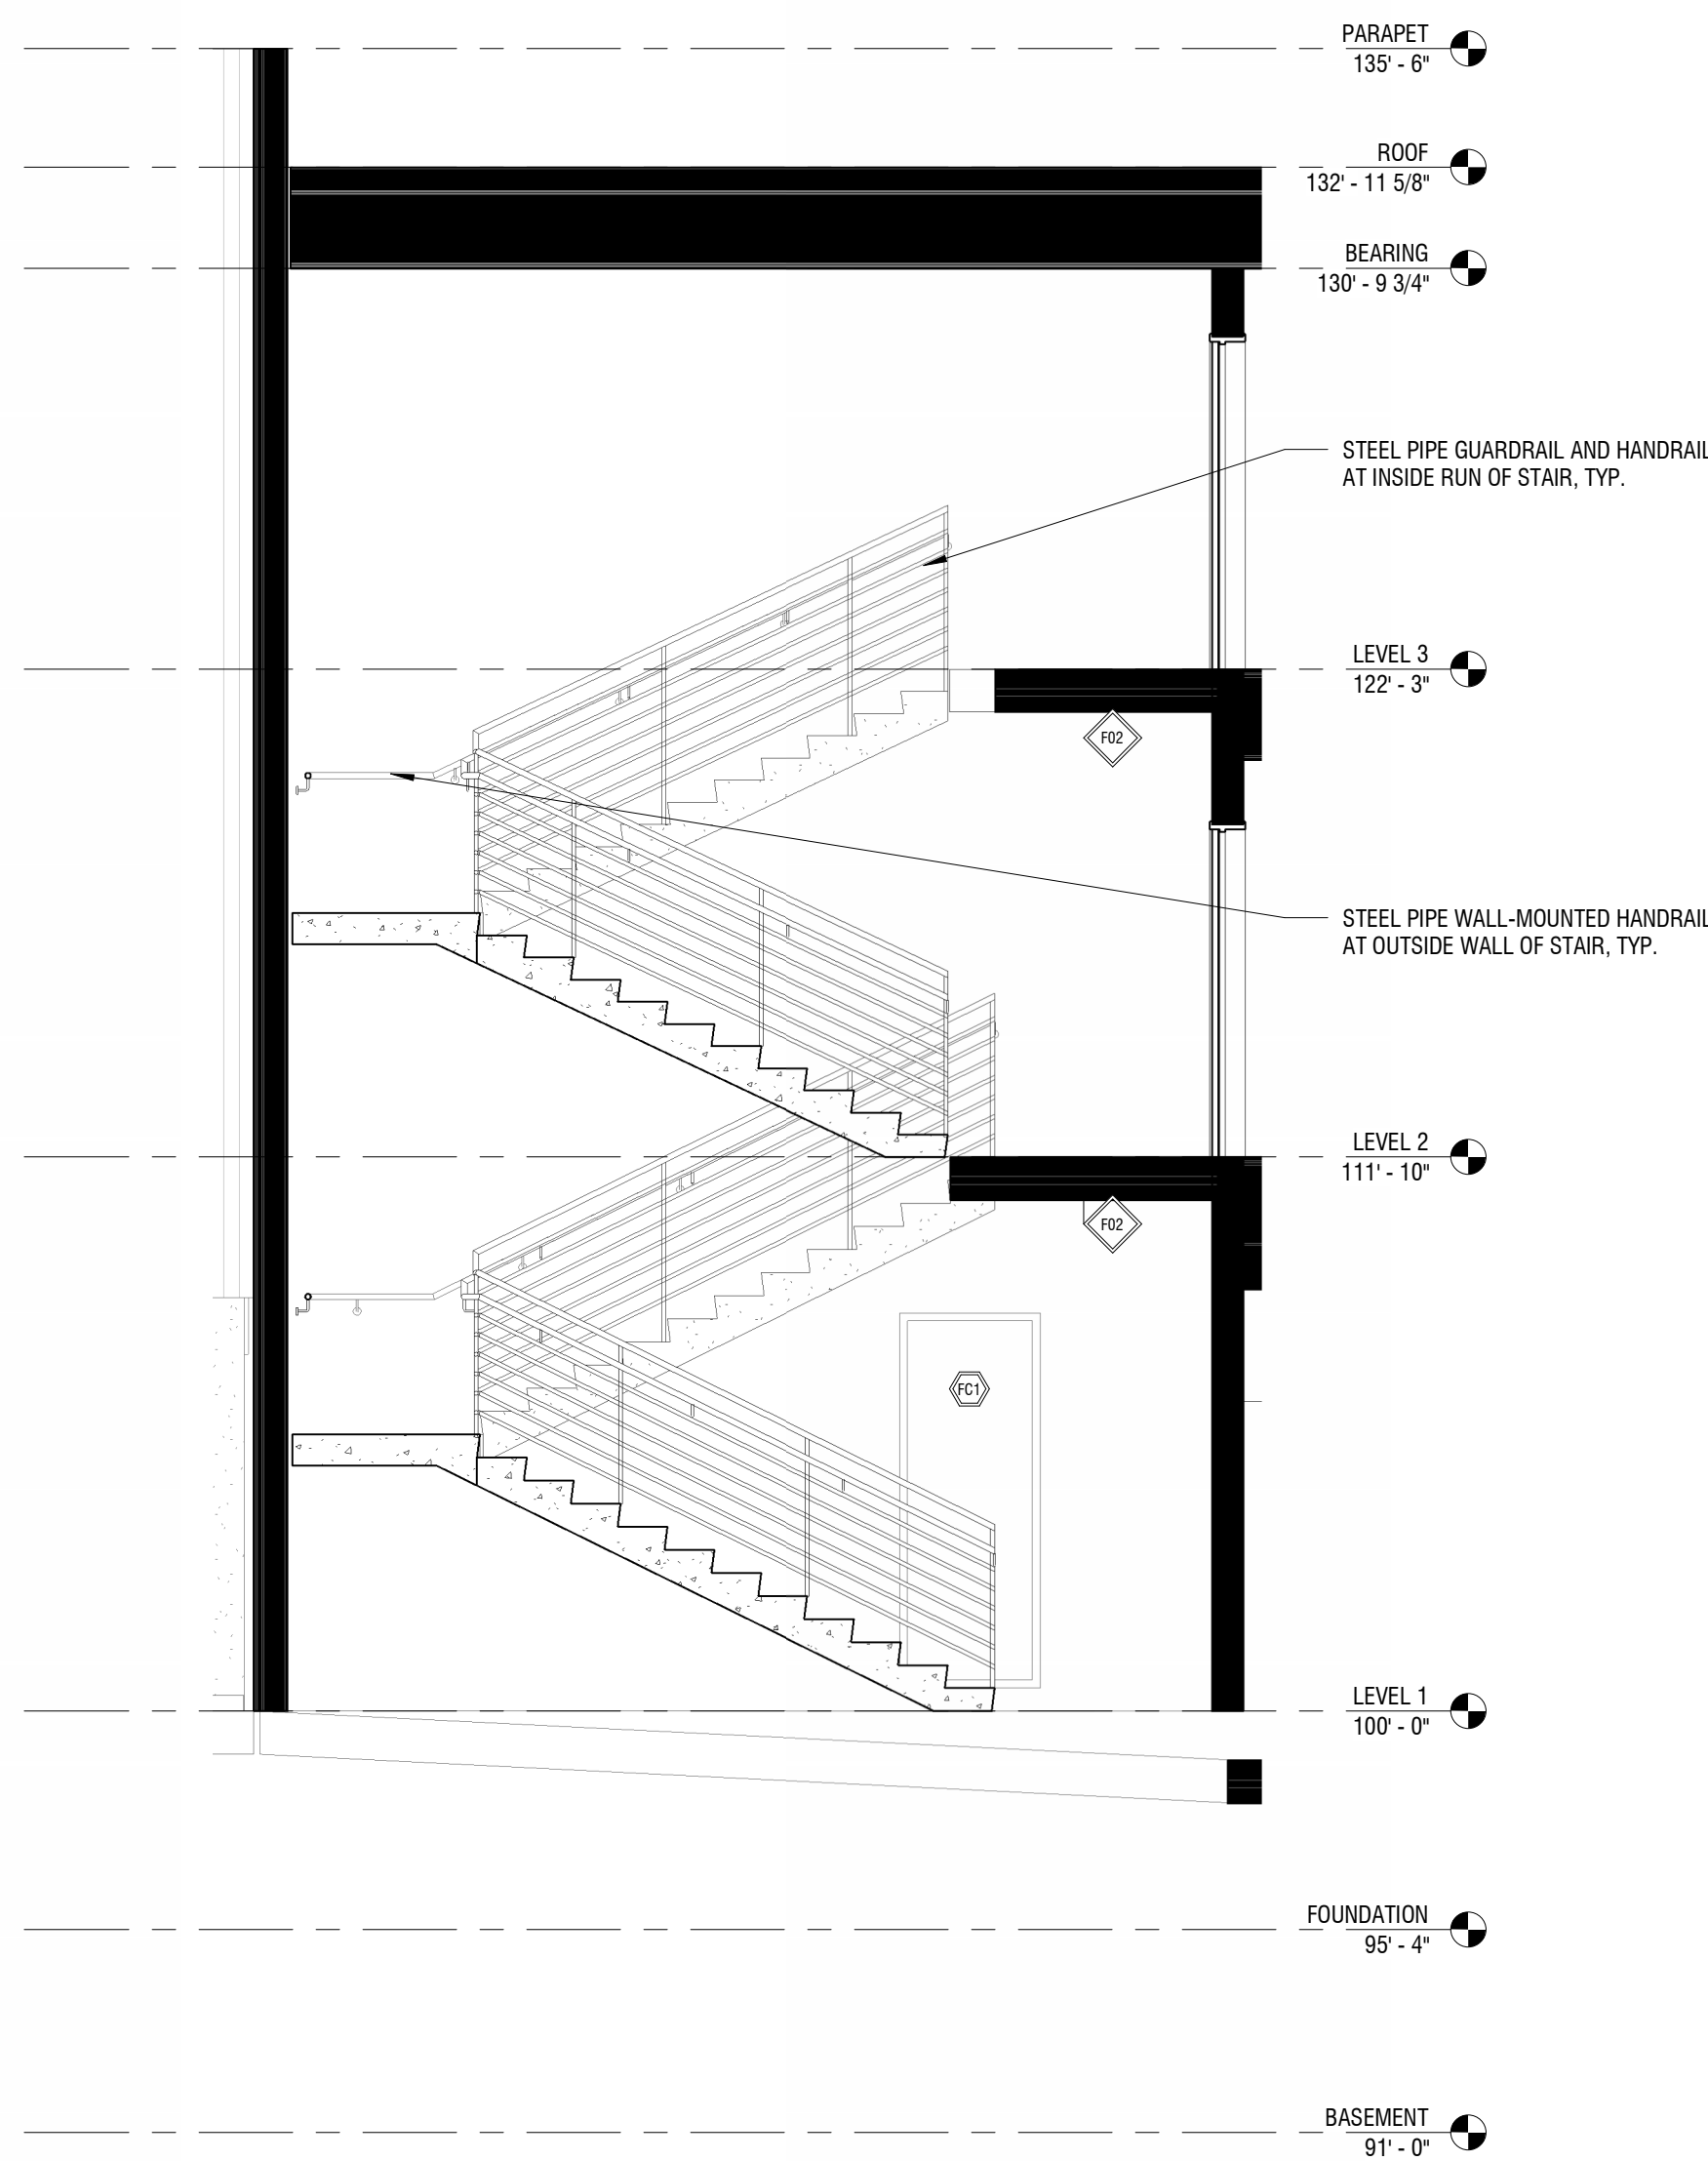 PARAPET
135' - 6"
ROOF
132' - 11 5/8"
BEARING
130' - 9 3/4"
STEEL PIPE GUARDRAIL AND HANDRAIL
AT INSIDE RUN OF STAIR, TYP.
LEVEL 3
122' - 3"
F02
STEEL PIPE WALL-MOUNTED HANDRAIL
AT OUTSIDE WALL OF STAIR, TYP.
LEVEL 2
111' - 10"
F02
FC1
LEVEL 1
100' - 0"
FOUNDATION
95' - 4"
BASEMENT
91' - 0"